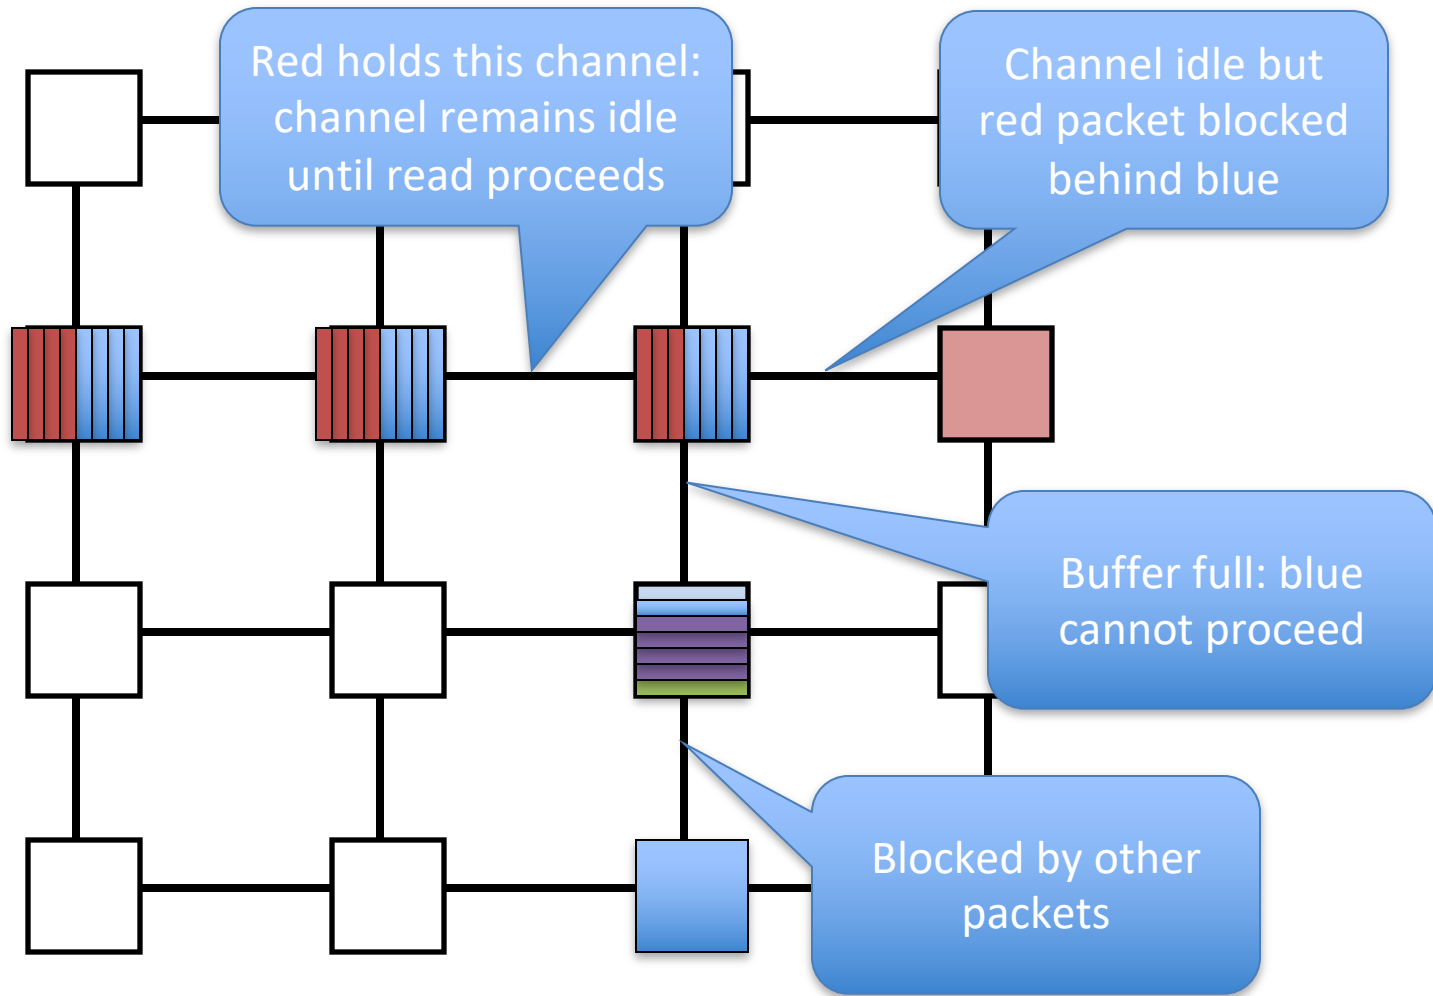 Red holds this channel:
channel remains idle
until read proceeds
Channel idle but
red packet blocked
behind blue
Buffer full: blue
cannot proceed
Blocked by other
packets